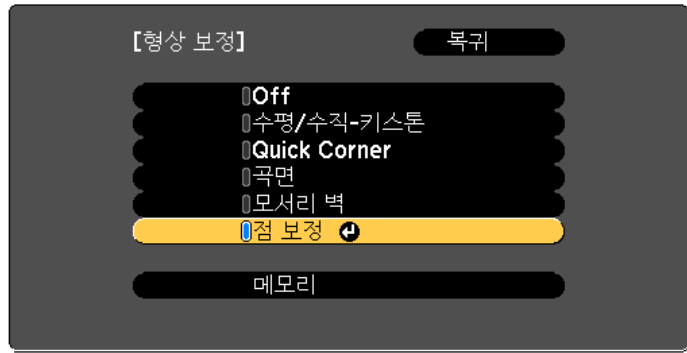 [형상 보정] 복귀
Off
수평/수직-키스톤
Quick Corner
곡면
모서리 벽
점 보정
메모리